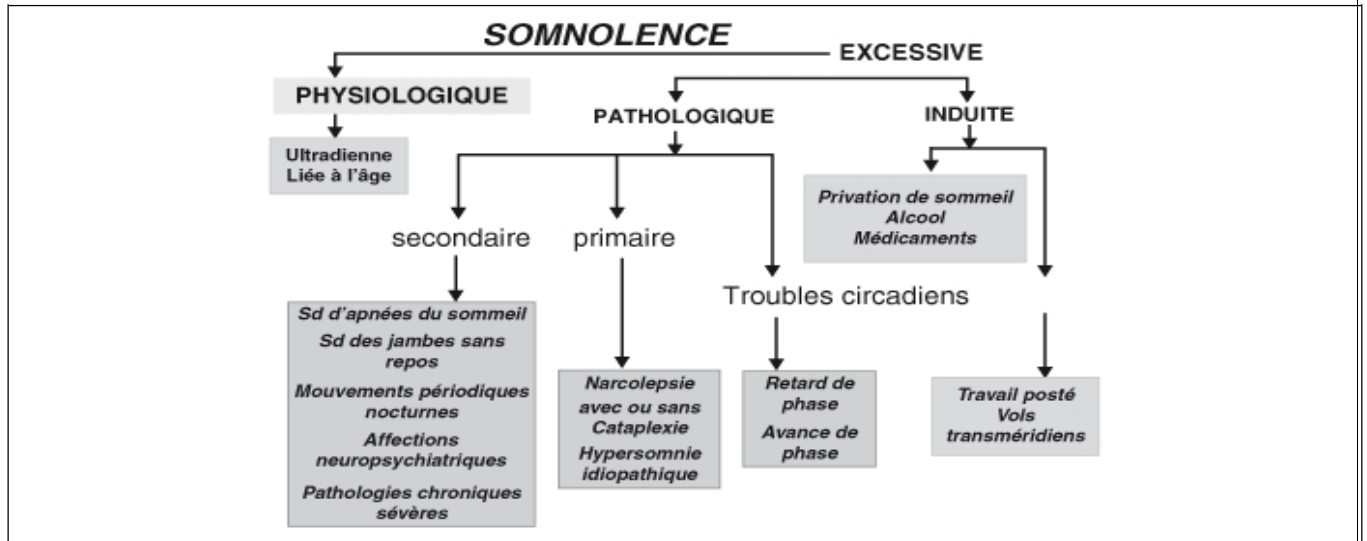 SOMNOLENCE
EXCESSIVE
PHYSIOLOGIQUE
PATHOLOGIQUE
INDUITE
Ultradienne
Liée à l'âge
Privation de sommeil
Alcool
Médicaments
secondaire
primaire
Troubles circadiens
Sd d'apnées du sommeil
Sd des jambes sans
repos
Mouvements périodiques
nocturnes
Affections
neuropsychiatriques
Pathologies chroniques
sévères
Narcolepsie
avec ou sans
Cataplexie
Hypersomnie
idiopathique
Retard de
phase
Avance de
phase
Travail posté
Vols
transméridiens